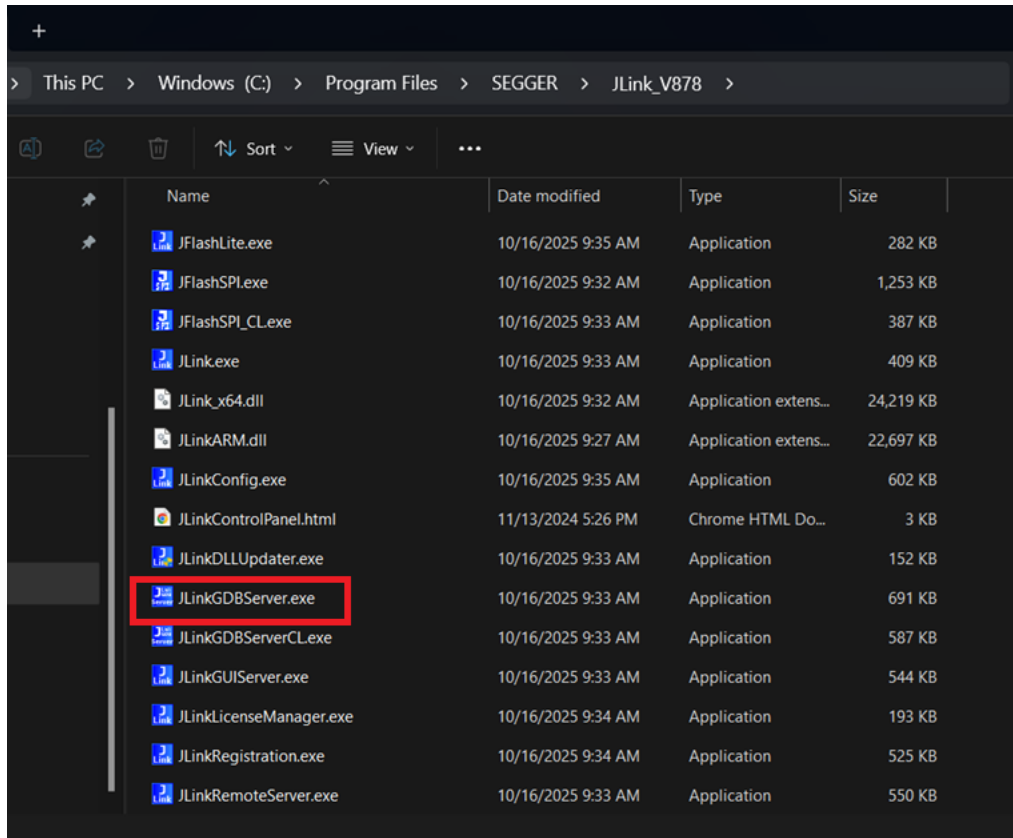 This PC > Windows (C:) > Program Files > SEGGER > JLink_V878 >
Sort View
Name Date modified Type Size
JFlashLite.exe 10/16/2025 9:35 AM Application 282 KB
JFlashSPI.exe 10/16/2025 9:32 AM Application 1,253 KB
JFlashSPI_CL.exe 10/16/2025 9:33 AM Application 387 KB
JLink.exe 10/16/2025 9:33 AM Application 409 KB
JLink_x64.dll 10/16/2025 9:32 AM Application extens... 24,219 KB
JLinkARM.dll 10/16/2025 9:27 AM Application extens... 22,697 KB
JLinkConfig.exe 10/16/2025 9:35 AM Application 602 KB
JLinkControlPanel.html 11/13/2024 5:26 PM Chrome HTML Do... 3 KB
JLinkDLLUpdater.exe 10/16/2025 9:33 AM Application 152 KB
JLinkGDBServer.exe 10/16/2025 9:33 AM Application 691 KB
JLinkGDBServerCL.exe 10/16/2025 9:33 AM Application 587 KB
JLinkGUIServer.exe 10/16/2025 9:33 AM Application 544 KB
JLinkLicenseManager.exe 10/16/2025 9:34 AM Application 193 KB
JLinkRegistration.exe 10/16/2025 9:34 AM Application 525 KB
JLinkRemoteServer.exe 10/16/2025 9:33 AM Application 550 KB